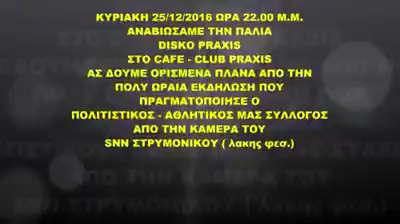 ΚΥΡΙΑΚΗ 25/12/2016 ΩΡΑ 22.00 Μ.Μ.
ΑΝΑΒΙΩΣΑΜΕ ΤΗΝ ΠΑΛΙΑ
DISKO PRAXIS
ΣΤΟ CAFE - CLUB PRAXIS
ΑΣ ΔΟΥΜΕ ΟΡΙΣΜΕΝΑ ΠΛΑΝΑ ΑΠΟ ΤΗΝ
ΠΟΛΥ ΩΡΑΙΑ ΕΚΔΗΛΩΣΗ ΠΟΥ
ΠΡΑΓΜΑΤΟΠΟΙΗΣΕ Ο
ΠΟΛΙΤΙΣΤΙΚΟΣ - ΑΘΛΗΤΙΚΟΣ ΜΑΣ ΣΥΛΛΟΓΟΣ
ΑΠΟ ΤΗΝ ΚΑΜΕΡΑ ΤΟΥ
SNN ΣΤΡΥΜΟΝΙΚΟΥ ( λακης φεσ.)